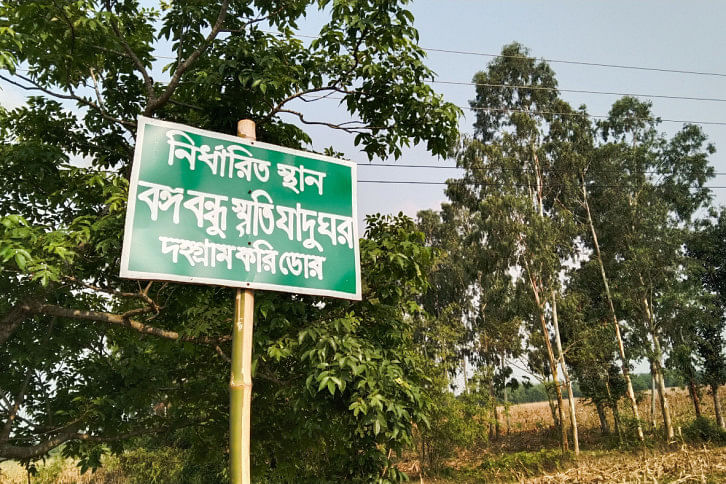 নির্ধারিত স্থান
বঙ্গবন্ধু স্মৃতি যাদুঘর
দহগ্রাম করিডোর